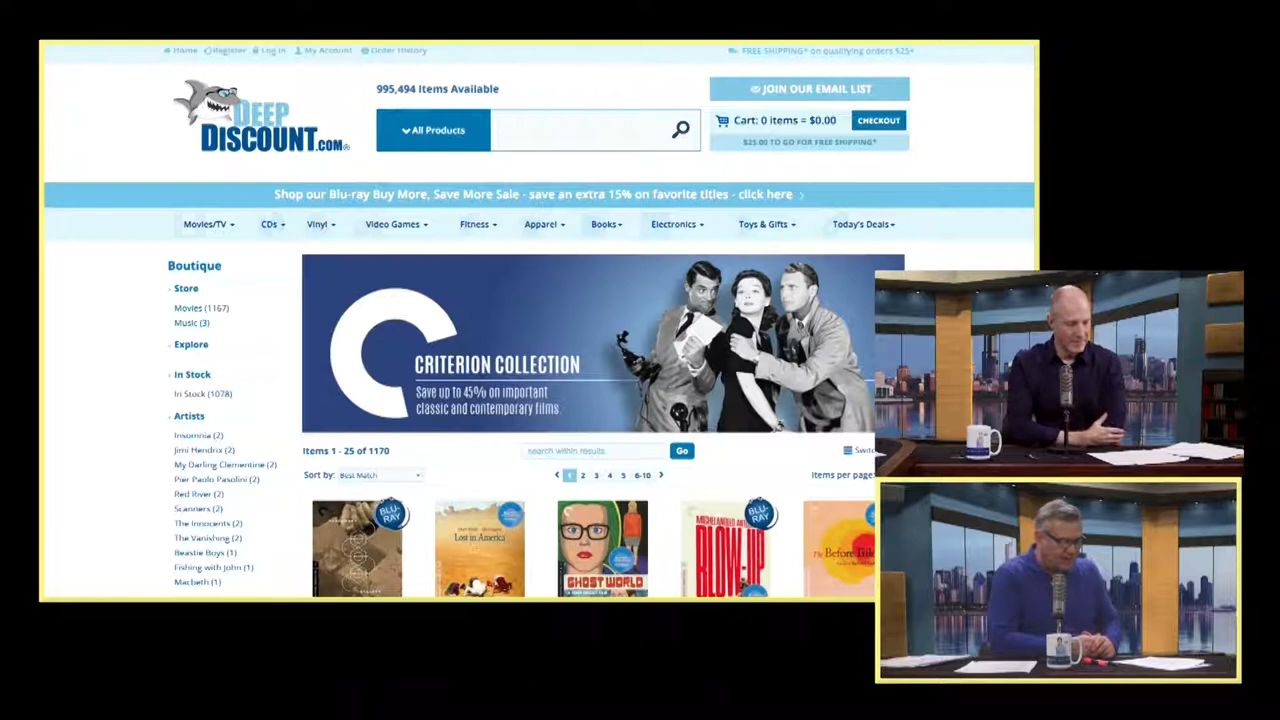 Home Register Log In My Account Order History
FREE SHIPPING* on qualifying orders $25+
DEEP
DISCOUNT.COM®
995,494 Items Available
All Products
JOIN OUR EMAIL LIST
Cart: 0 items = $0.00 CHECKOUT
$25.00 TO GO FOR FREE SHIPPING*
Shop our Blu-ray Buy More, Save More Sale - save an extra 15% on favorite titles - click here
Movies/TV CDs Vinyl Video Games Fitness Apparel Books Electronics Toys & Gifts Today's Deals
Boutique
Store
Movies (1167)
Music (3)
Explore
In Stock
In Stock (1078)
Artists
Insomnia (2)
Jimi Hendrix (2)
My Darling Clementine (2)
Pier Paolo Pasolini (2)
Red River (2)
Scanners (2)
The Innocents (2)
The Vanishing (2)
Beastie Boys (1)
Fishing with John (1)
Macbeth (1)
CRITERION COLLECTION
Save up to 45% on important
classic and contemporary films.
Items 1 - 25 of 1170
search within results
Go
Sort by: Best Match
1 2 3 4 5 6-10
Items per page:
BLU-RAY
Lost in America
GHOST WORLD
BLOW-UP
BLU-RAY
The Before